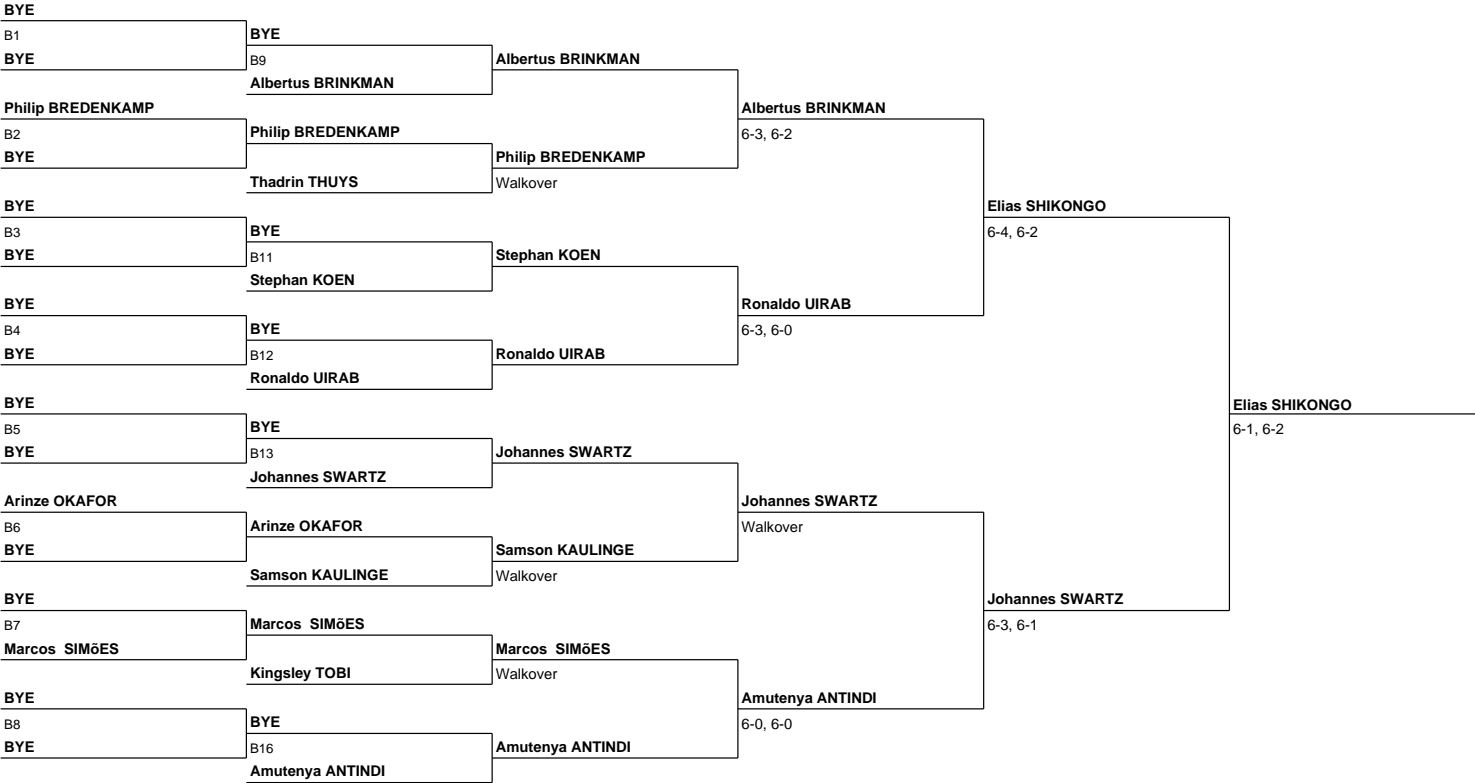 BYE
B1
BYE
Philip BREDENKAMP
B2
BYE
BYE
B3
BYE
BYE
B4
BYE
BYE
B5
BYE
Arinze OKAFOR
B6
BYE
BYE
B7
Marcos SIMõES
BYE
B8
BYE
BYE
B9
Albertus BRINKMAN
Philip BREDENKAMP
Thadrin THUYS
BYE
B11
Stephan KOEN
BYE
B12
Ronaldo UIRAB
BYE
B13
Johannes SWARTZ
Arinze OKAFOR
Samson KAULINGE
Marcos SIMõES
Kingsley TOBI
BYE
B16
Amutenya ANTINDI
Albertus BRINKMAN
Philip BREDENKAMP
Walkover
Stephan KOEN
Ronaldo UIRAB
Johannes SWARTZ
Samson KAULINGE
Walkover
Marcos SIMõES
Walkover
Amutenya ANTINDI
Albertus BRINKMAN
6-3, 6-2
Ronaldo UIRAB
6-3, 6-0
Johannes SWARTZ
Walkover
Amutenya ANTINDI
6-0, 6-0
Elias SHIKONGO
6-4, 6-2
Johannes SWARTZ
6-3, 6-1
Elias SHIKONGO
6-1, 6-2